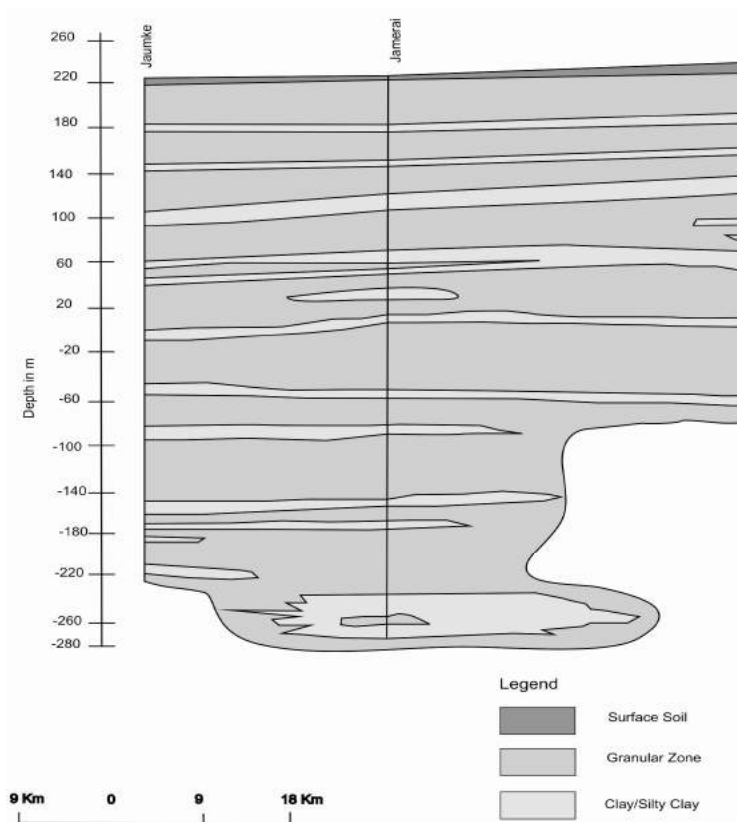 Jaumke
Jamerai
Depth in m
260
220
180
140
100
60
20
-20
-60
-100
-140
-180
-220
-260
-280
Legend
Surface Soil
Granular Zone
Clay/Silty Clay
9 Km 0 9 18 Km